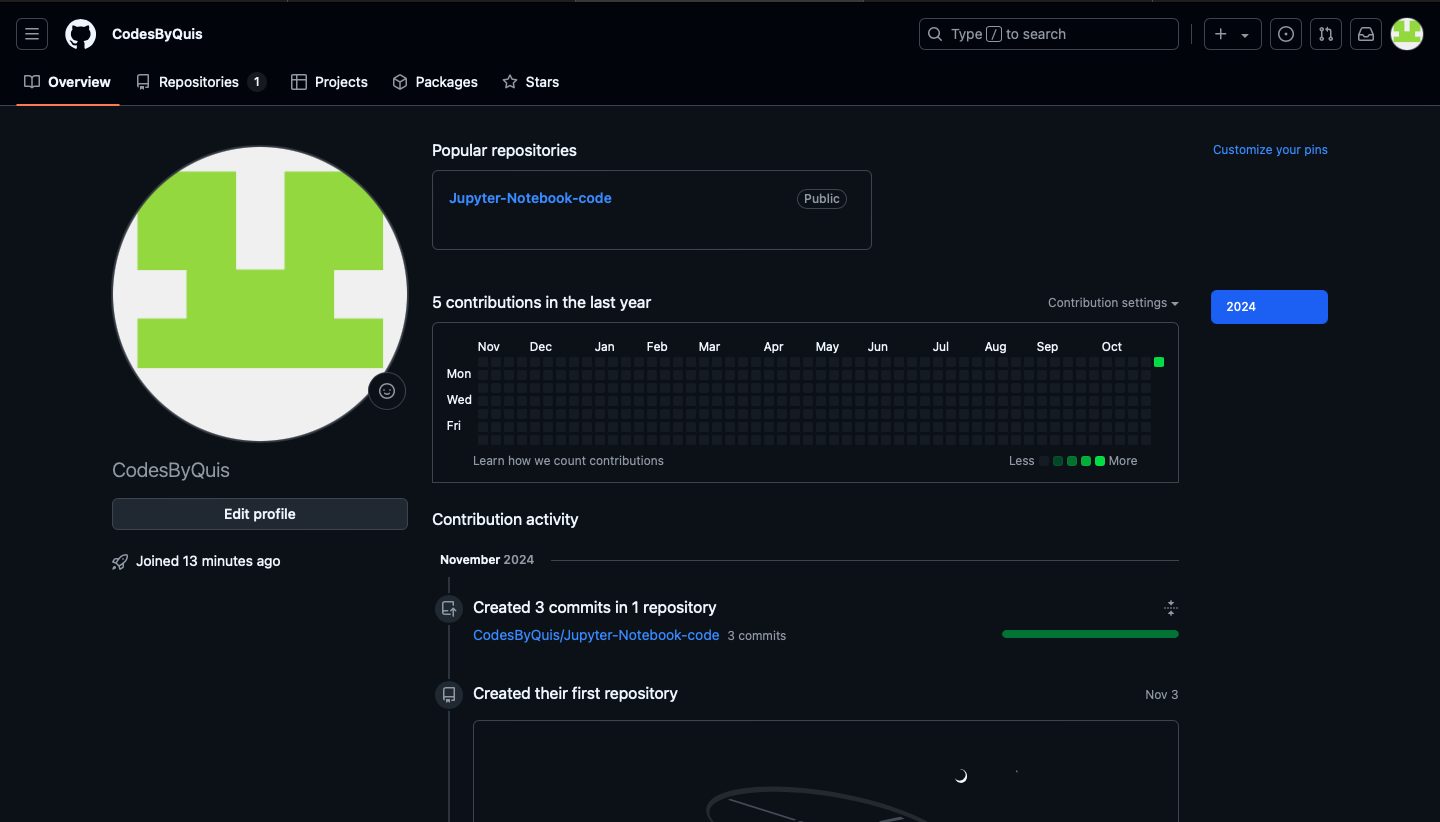 CodesByQuis
Type / to search
Overview
Repositories 1
Projects
Packages
Stars
Popular repositories
Customize your pins
Jupyter-Notebook-code
Public
5 contributions in the last year
Contribution settings
2024
Nov Dec Jan Feb Mar Apr May Jun Jul Aug Sep Oct
Mon
Wed
Fri
Learn how we count contributions
Less
More
CodesByQuis
Edit profile
Joined 13 minutes ago
Contribution activity
November 2024
Created 3 commits in 1 repository
CodesByQuis/Jupyter-Notebook-code 3 commits
Created their first repository
Nov 3